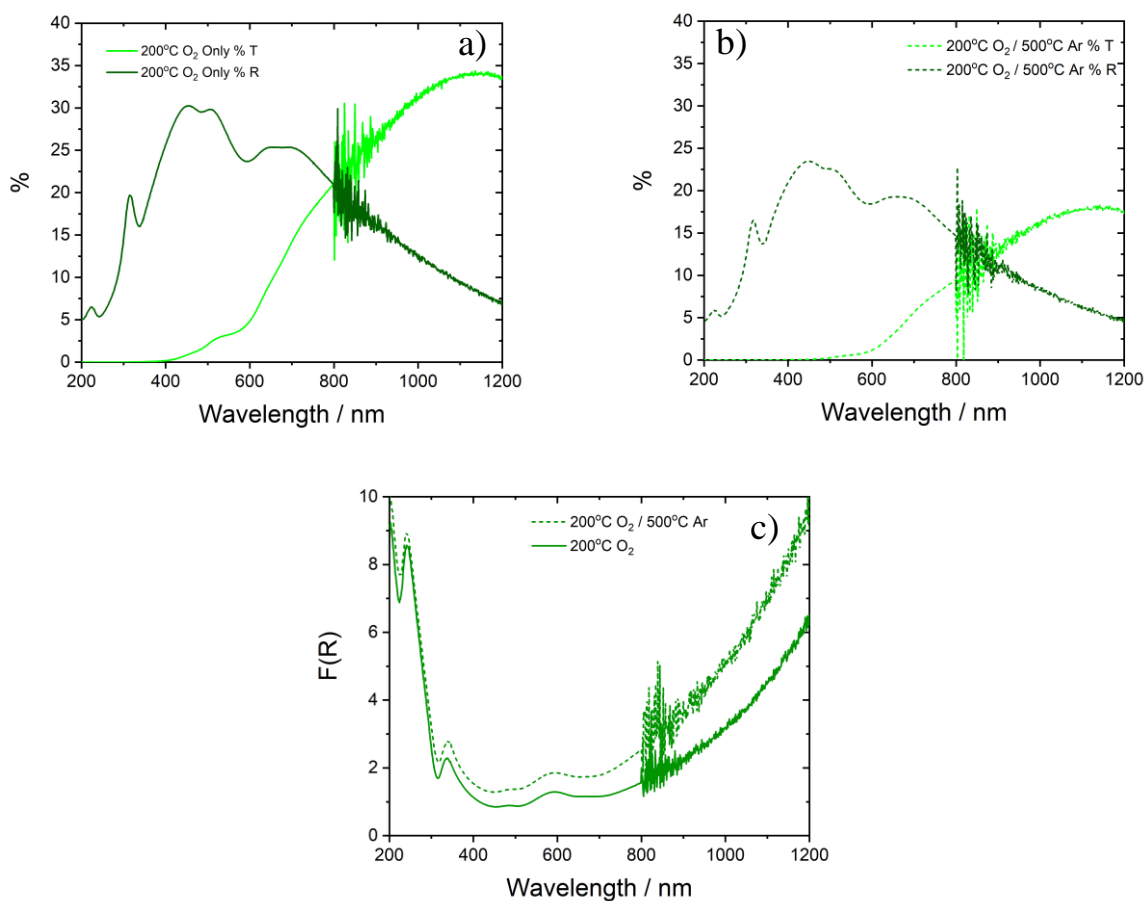 a)
200°C O₂ Only % T
200°C O₂ Only % R
40
35
30
25
20
15
10
5
0
%
200 400 600 800 1000 1200
Wavelength / nm
b)
200°C O₂ / 500°C Ar % T
200°C O₂ / 500°C Ar % R
40
35
30
25
20
15
10
5
0
%
200 400 600 800 1000 1200
Wavelength / nm
c)
200°C O₂ / 500°C Ar
200°C O₂
10
8
6
4
2
0
F(R)
200 400 600 800 1000 1200
Wavelength / nm